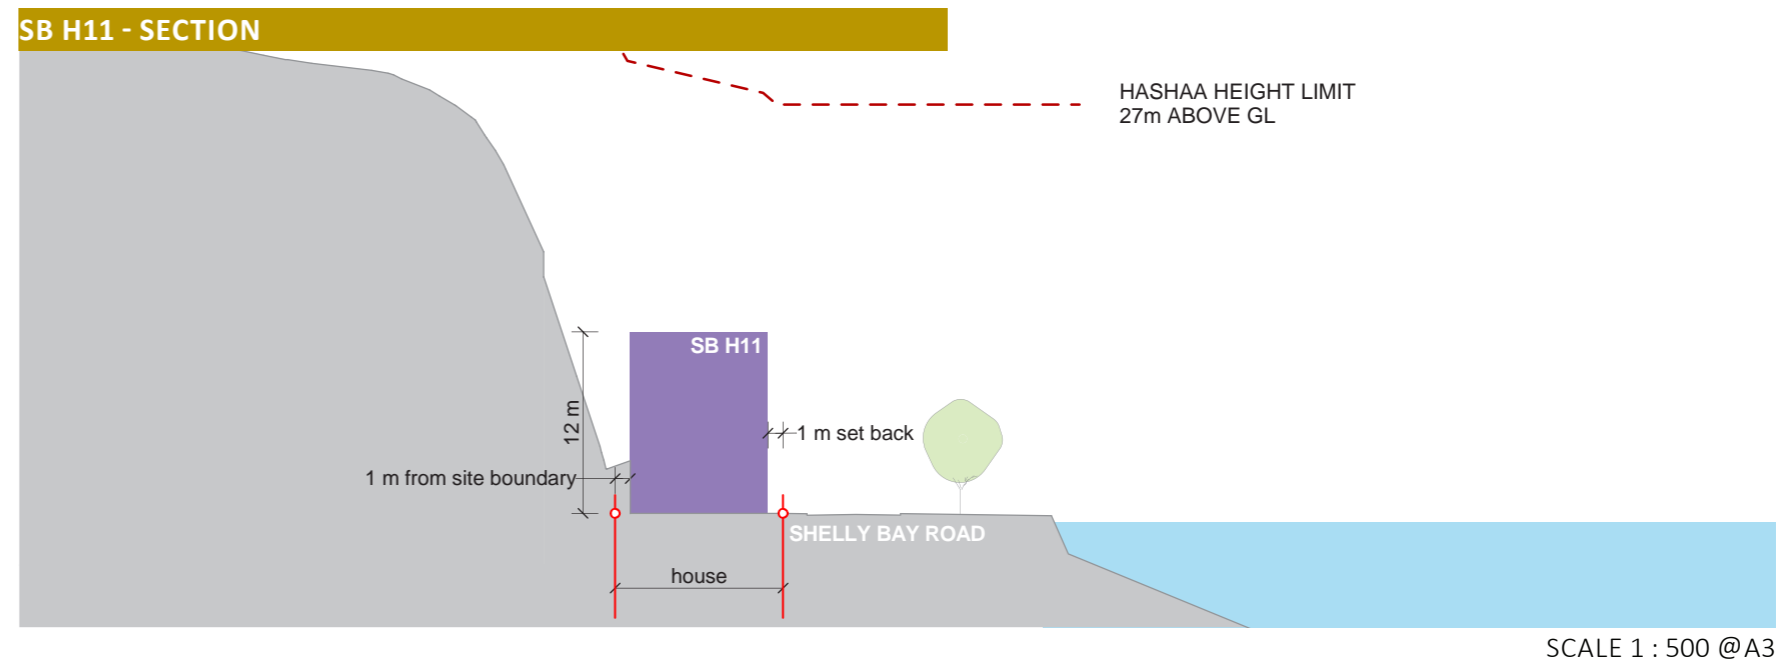 SB H11 - SECTION
HASHAA HEIGHT LIMIT
27m ABOVE GL
SB H11
12 m
1 m set back
1 m from site boundary
SHELLY BAY ROAD
house
SCALE 1 : 500 @A3